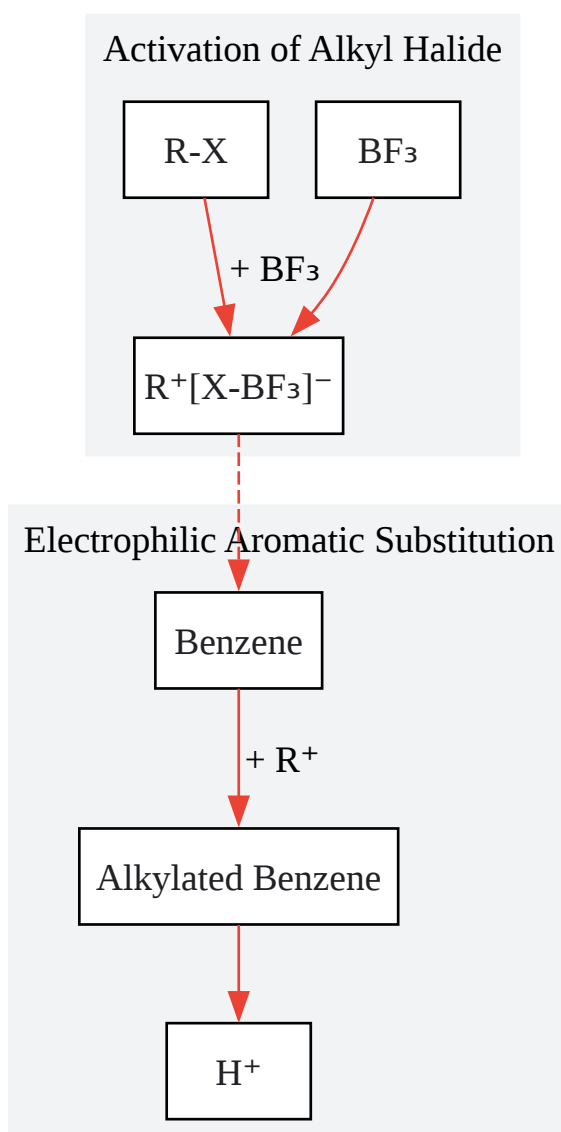 Activation of Alkyl Halide
R-X
BF₃
+ BF₃
R⁺[X-BF₃]⁻
Electrophilic Aromatic Substitution
Benzene
+ R⁺
Alkylated Benzene
H⁺